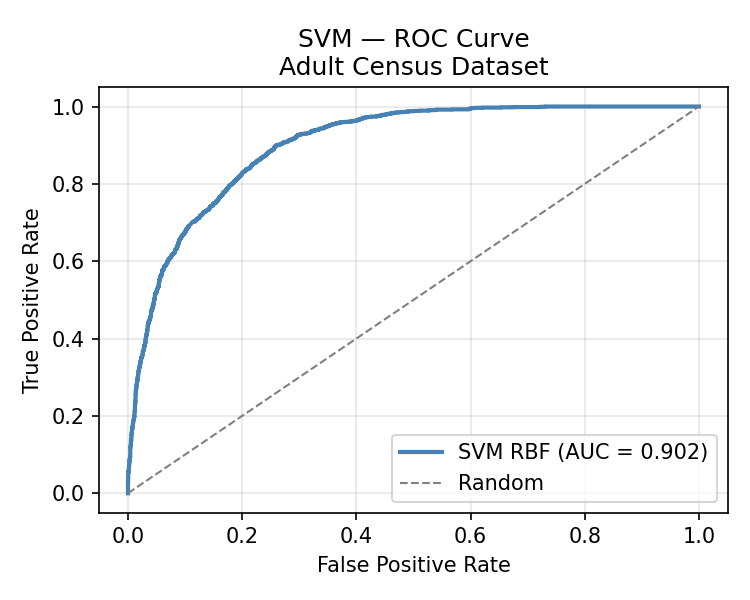 SVM — ROC Curve
Adult Census Dataset
True Positive Rate
1.0
0.8
0.6
0.4
0.2
0.0
SVM RBF (AUC = 0.902)
Random
0.0 0.2 0.4 0.6 0.8 1.0
False Positive Rate